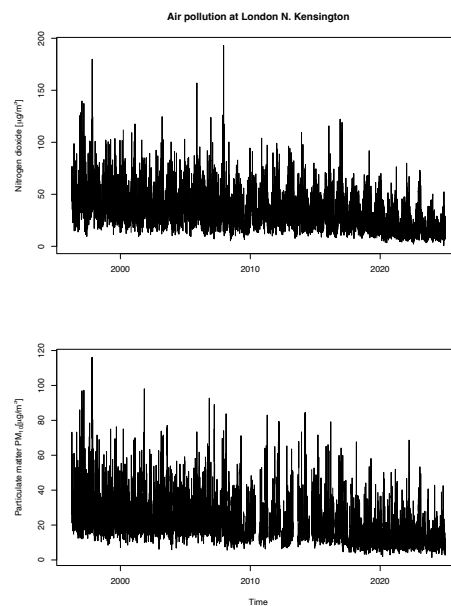 Air pollution at London N. Kensington
Nitrogen dioxide [µg/m³]
200
150
100
50
0
2000 2010 2020
Particulate matter PM₁₀[µg/m³]
120
100
80
60
40
20
0
2000 2010 2020
Time